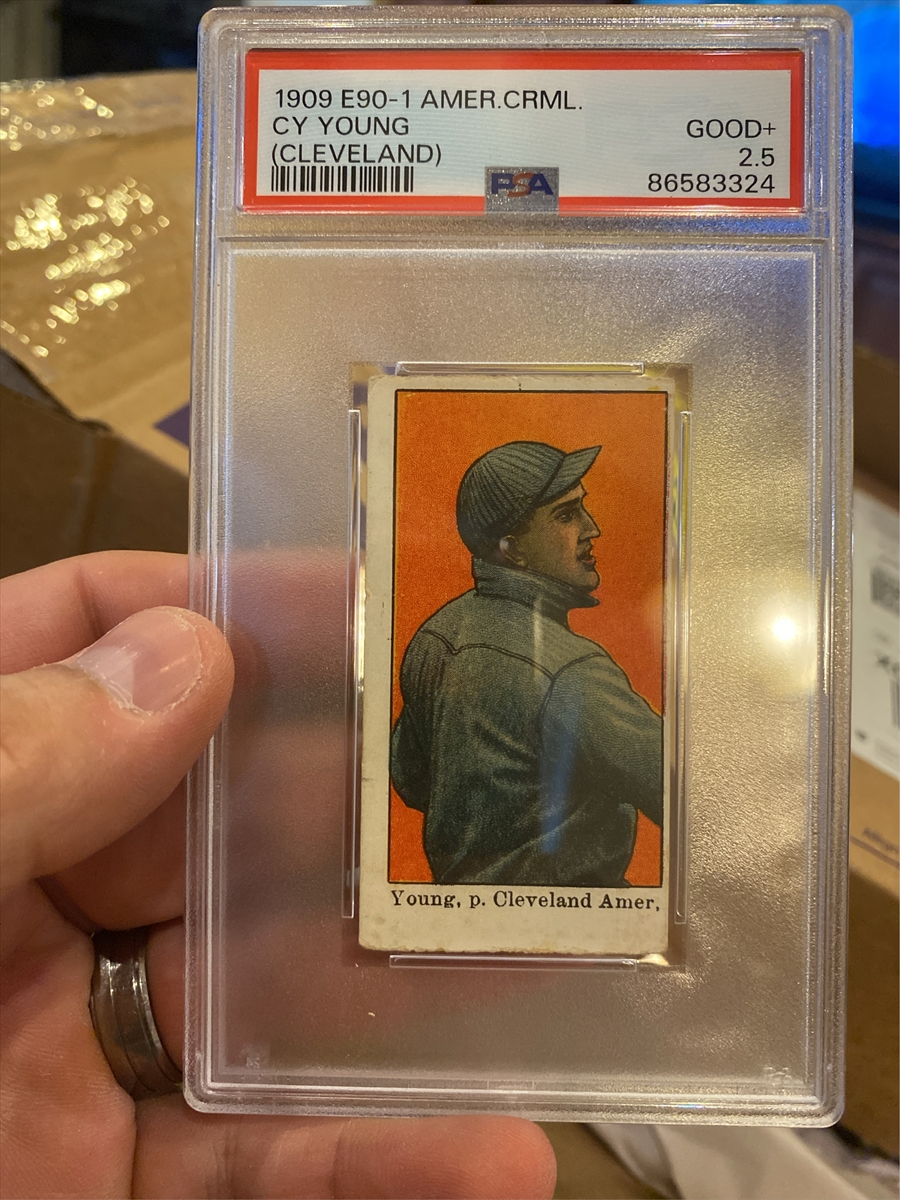 1909 E90-1 AMER.CRML.
CY YOUNG GOOD+
(CLEVELAND) 2.5
PSA 86583324
Young, p. Cleveland Amer,